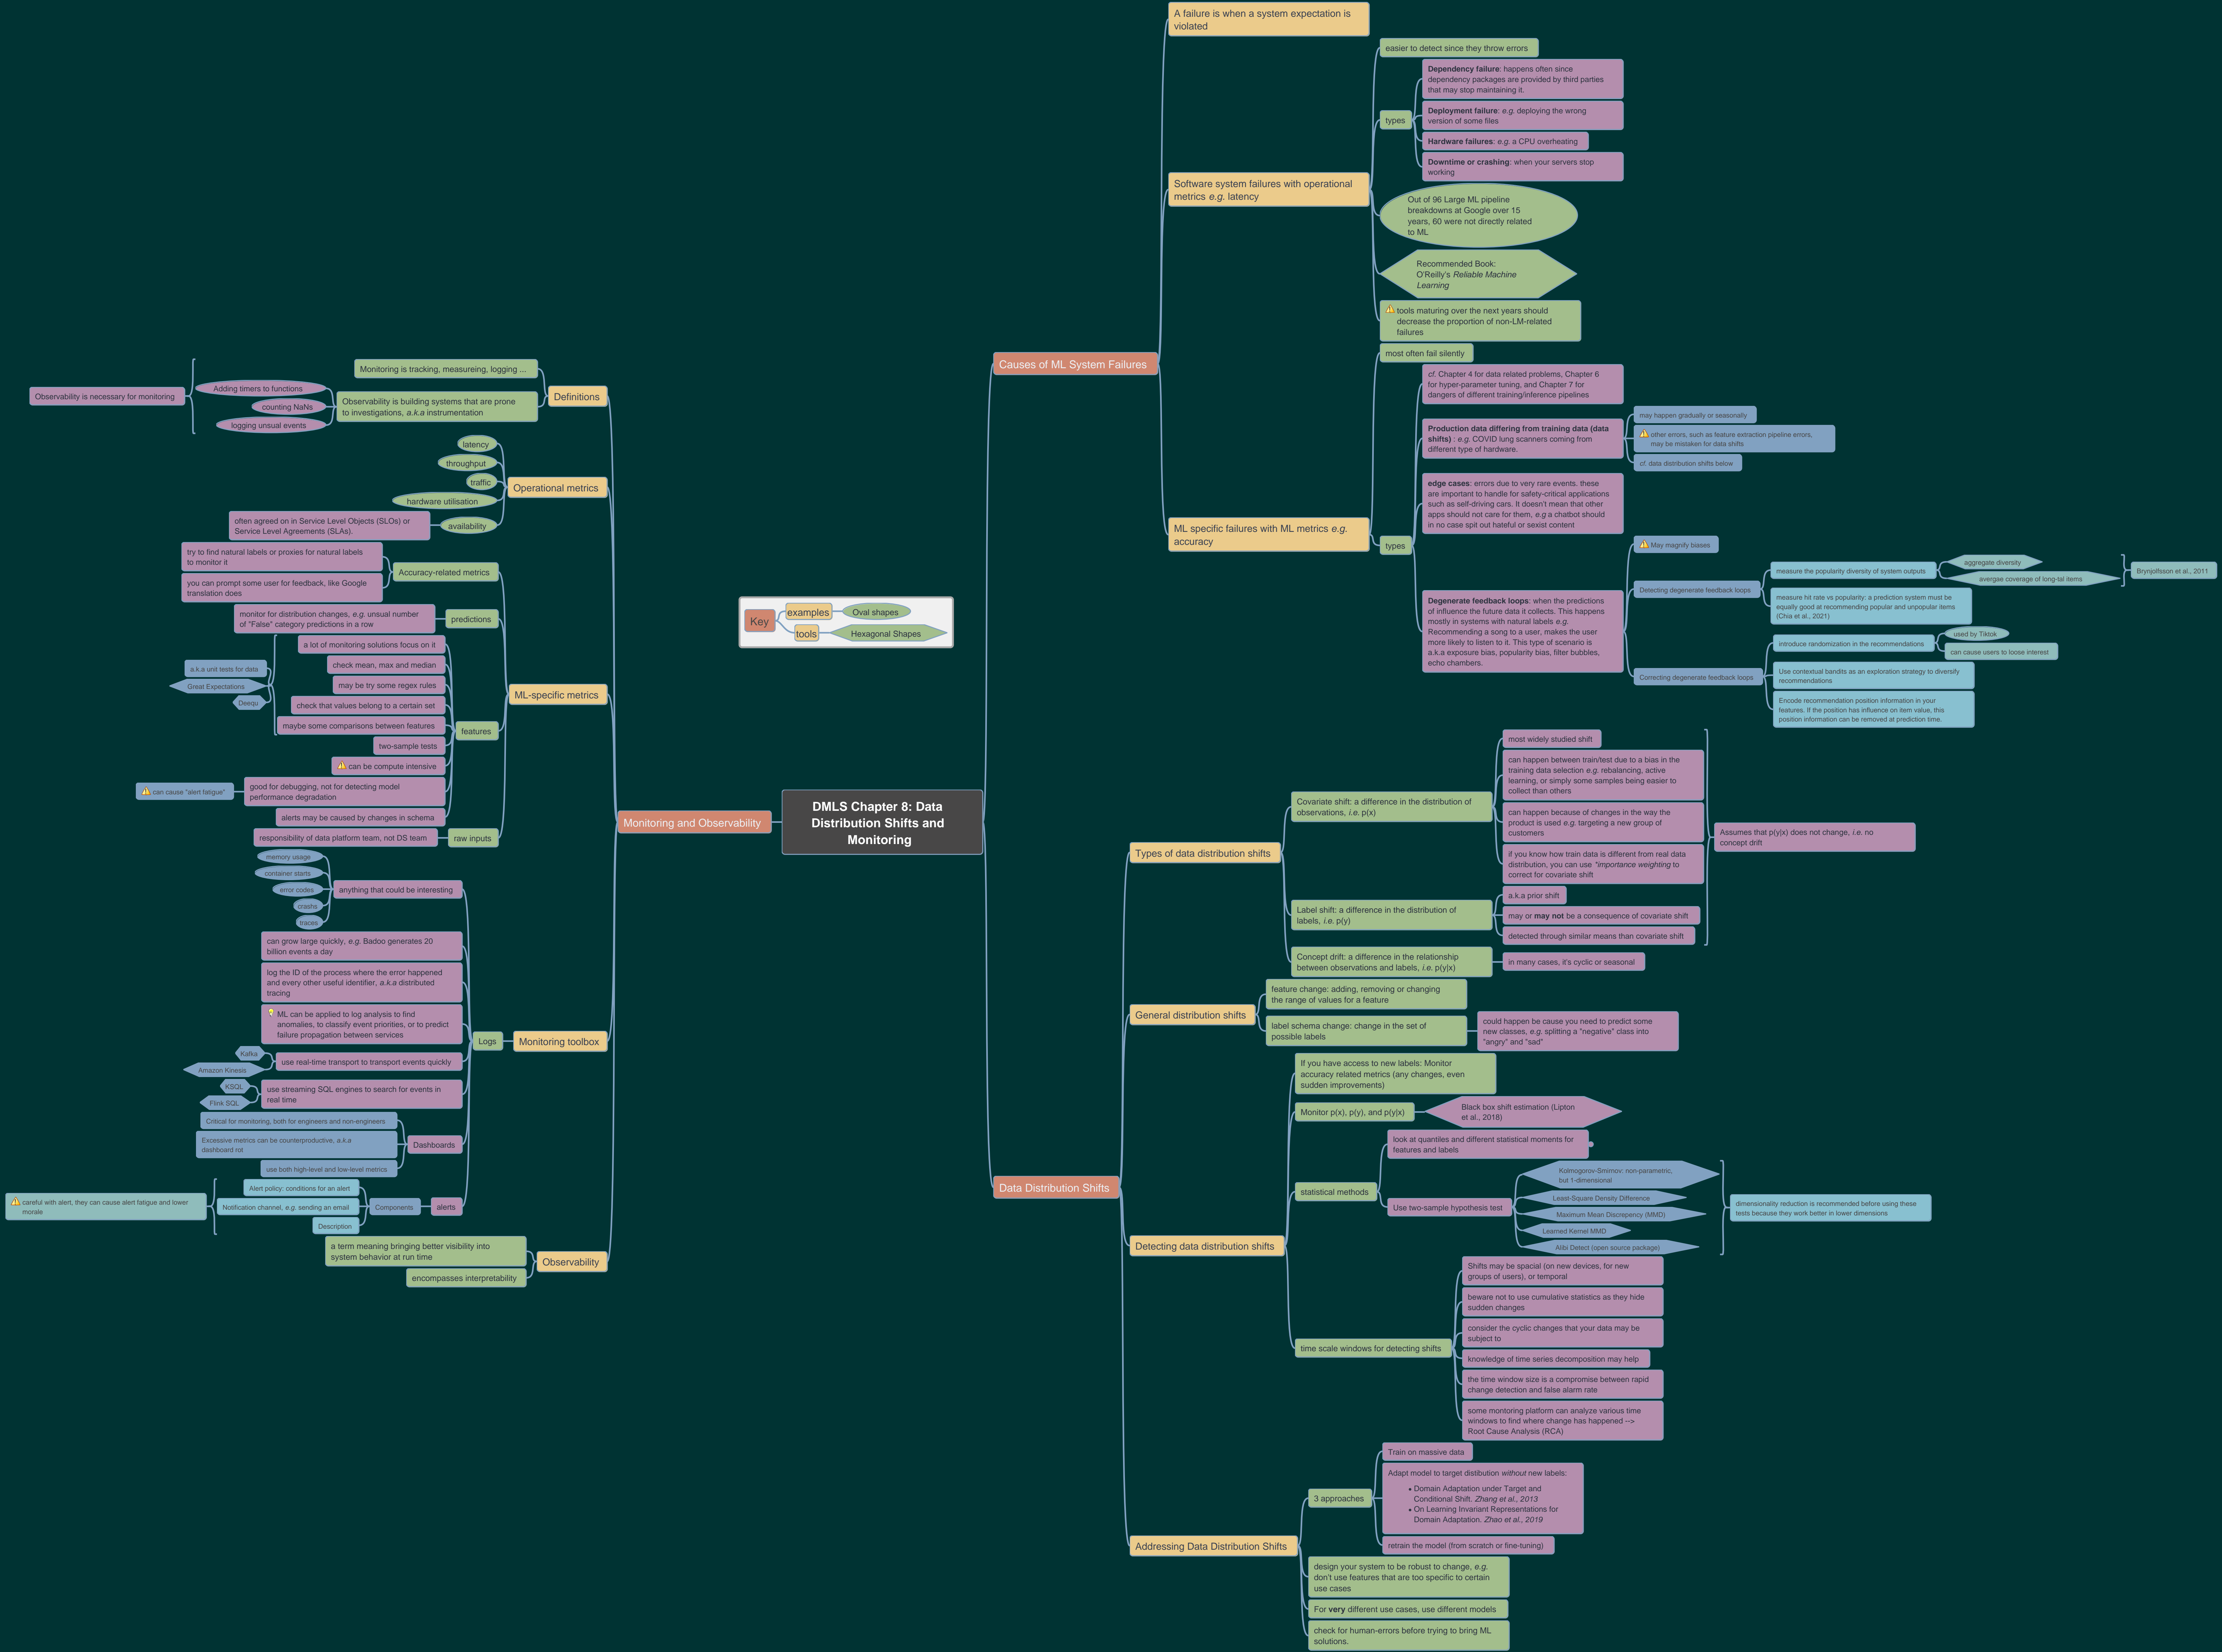 DMLS Chapter 8: Data
Distribution Shifts and
Monitoring
Key
examples
Oval shapes
tools
Hexagonal Shapes
Causes of ML System Failures
A failure is when a system expectation is
violated
Software system failures with operational
metrics e.g. latency
easier to detect since they throw errors
types
Dependency failure: happens often since
dependency packages are provided by third parties
that may stop maintaining it.
Deployment failure: e.g. deploying the wrong
version of some files
Hardware failures: e.g. a CPU overheating
Downtime or crashing: when your servers stop
working
Out of 96 Large ML pipeline
breakdowns at Google over 15
years, 60 were not directly related
to ML
Recommended Book:
O'Reilly's Reliable Machine
Learning
⚠ tools maturing over the next years should
decrease the proportion of non-LM-related
failures
ML specific failures with ML metrics e.g.
accuracy
most often fail silently
types
cf. Chapter 4 for data related problems, Chapter 6
for hyper-parameter tuning, and Chapter 7 for
dangers of different training/inference pipelines
Production data differing from training data (data
shifts) : e.g. COVID lung scanners coming from
different type of hardware.
may happen gradually or seasonally
⚠ other errors, such as feature extraction pipeline errors,
may be mistaken for data shifts
cf. data distribution shifts below
edge cases: errors due to very rare events. these
are important to handle for safety-critical applications
such as self-driving cars. It doesn't mean that other
apps should not care for them, e.g a chatbot should
in no case spit out hateful or sexist content
Degenerate feedback loops: when the predictions
of influence the future data it collects. This happens
mostly in systems with natural labels e.g.
Recommending a song to a user, makes the user
more likely to listen to it. This type of scenario is
a.k.a exposure bias, popularity bias, filter bubbles,
echo chambers.
⚠ May magnify biases
Detecting degenerate feedback loops
measure the popularity diversity of system outputs
aggregate diversity
avergae coverage of long-tal items
Brynjolfsson et al., 2011
measure hit rate vs popularity: a prediction system must be
equally good at recommending popular and unpopular items
(Chia et al., 2021)
Correcting degenerate feedback loops
introduce randomization in the recommendations
used by Tiktok
can cause users to loose interest
Use contextual bandits as an exploration strategy to diversify
recommendations
Encode recommendation position information in your
features. If the position has influence on item value, this
position information can be removed at prediction time.
Data Distribution Shifts
Types of data distribution shifts
Covariate shift: a difference in the distribution of
observations, i.e. p(x)
most widely studied shift
can happen between train/test due to a bias in the
training data selection e.g. rebalancing, active
learning, or simply some samples being easier to
collect than others
can happen because of changes in the way the
product is used e.g. targeting a new group of
customers
if you know how train data is different from real data
distribution, you can use *importance weighting to
correct for covariate shift
Label shift: a difference in the distribution of
labels, i.e. p(y)
a.k.a prior shift
may or may not be a consequence of covariate shift
detected through similar means than covariate shift
Assumes that p(y|x) does not change, i.e. no
concept drift
Concept drift: a difference in the relationship
between observations and labels, i.e. p(y|x)
in many cases, it's cyclic or seasonal
General distribution shifts
feature change: adding, removing or changing
the range of values for a feature
label schema change: change in the set of
possible labels
could happen be cause you need to predict some
new classes, e.g. splitting a "negative" class into
"angry" and "sad"
Detecting data distribution shifts
If you have access to new labels: Monitor
accuracy related metrics (any changes, even
sudden improvements)
Monitor p(x), p(y), and p(y|x)
Black box shift estimation (Lipton
et al., 2018)
statistical methods
look at quantiles and different statistical moments for
features and labels
Use two-sample hypothesis test
Kolmogorov-Smirnov: non-parametric,
but 1-dimensional
Least-Square Density Difference
Maximum Mean Discrepency (MMD)
Learned Kernel MMD
Alibi Detect (open source package)
dimensionality reduction is recommended before using these
tests because they work better in lower dimensions
time scale windows for detecting shifts
Shifts may be spacial (on new devices, for new
groups of users), or temporal
beware not to use cumulative statistics as they hide
sudden changes
consider the cyclic changes that your data may be
subject to
knowledge of time series decomposition may help
the time window size is a compromise between rapid
change detection and false alarm rate
some montoring platform can analyze various time
windows to find where change has happened -->
Root Cause Analysis (RCA)
Addressing Data Distribution Shifts
3 approaches
Train on massive data
Adapt model to target distibution without new labels:
• Domain Adaptation under Target and
Conditional Shift. Zhang et al., 2013
• On Learning Invariant Representations for
Domain Adaptation. Zhao et al., 2019
retrain the model (from scratch or fine-tuning)
design your system to be robust to change, e.g.
don't use features that are too specific to certain
use cases
For very different use cases, use different models
check for human-errors before trying to bring ML
solutions.
Monitoring and Observability
Definitions
Monitoring is tracking, measureing, logging ...
Observability is building systems that are prone
to investigations, a.k.a instrumentation
Adding timers to functions
counting NaNs
logging unsual events
Observability is necessary for monitoring
Operational metrics
latency
throughput
traffic
hardware utilisation
availability
often agreed on in Service Level Objects (SLOs) or
Service Level Agreements (SLAs).
ML-specific metrics
Accuracy-related metrics
try to find natural labels or proxies for natural labels
to monitor it
you can prompt some user for feedback, like Google
translation does
predictions
monitor for distribution changes, e.g. unusual number
of "False" category predictions in a row
features
a lot of monitoring solutions focus on it
check mean, max and median
may be try some regex rules
check that values belong to a certain set
maybe some comparisons between features
a.k.a unit tests for data
Great Expectations
Deequ
two-sample tests
⚠ can be compute intensive
good for debugging, not for detecting model
performance degradation
⚠ can cause "alert fatigue"
alerts may be caused by changes in schema
raw inputs
responsibility of data platform team, not DS team
Monitoring toolbox
Logs
anything that could be interesting
memory usage
container starts
error codes
crashs
traces
can grow large quickly, e.g. Badoo generates 20
billion events a day
log the ID of the process where the error happened
and every other useful identifier, a.k.a distributed
tracing
ML can be applied to log analysis to find
anomalies, to classify event priorities, or to predict
failure propagation between services
use real-time transport to transport events quickly
Kafka
Amazon Kinesis
use streaming SQL engines to search for events in
real time
KSQL
Flink SQL
Dashboards
Critical for monitoring, both for engineers and non-engineers
Excessive metrics can be counterproductive, a.k.a
dashboard rot
use both high-level and low-level metrics
alerts
Components
Alert policy: conditions for an alert
Notification channel, e.g. sending an email
Description
⚠ careful with alert, they can cause alert fatigue and lower
morale
Observability
a term meaning bringing better visibility into
system behavior at run time
encompasses interpretability